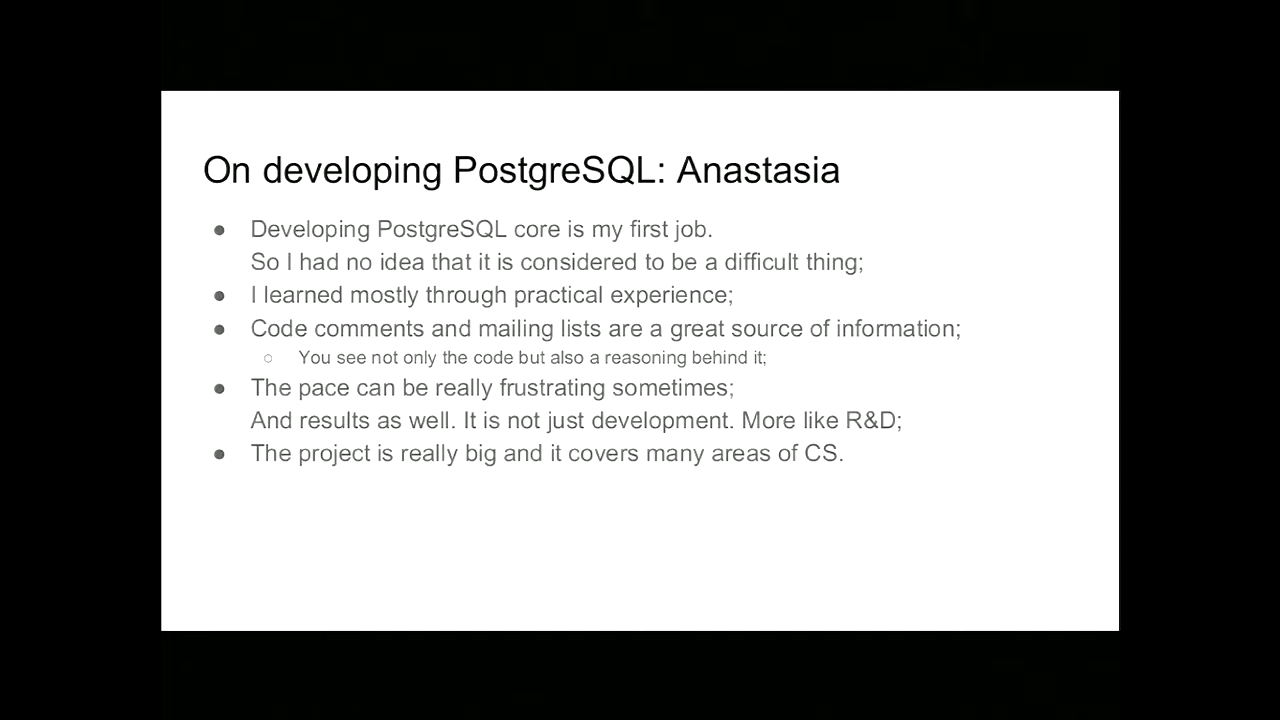 On developing PostgreSQL: Anastasia
● Developing PostgreSQL core is my first job.
So I had no idea that it is considered to be a difficult thing;
● I learned mostly through practical experience;
● Code comments and mailing lists are a great source of information;
○ You see not only the code but also a reasoning behind it;
● The pace can be really frustrating sometimes;
And results as well. It is not just development. More like R&D;
● The project is really big and it covers many areas of CS.